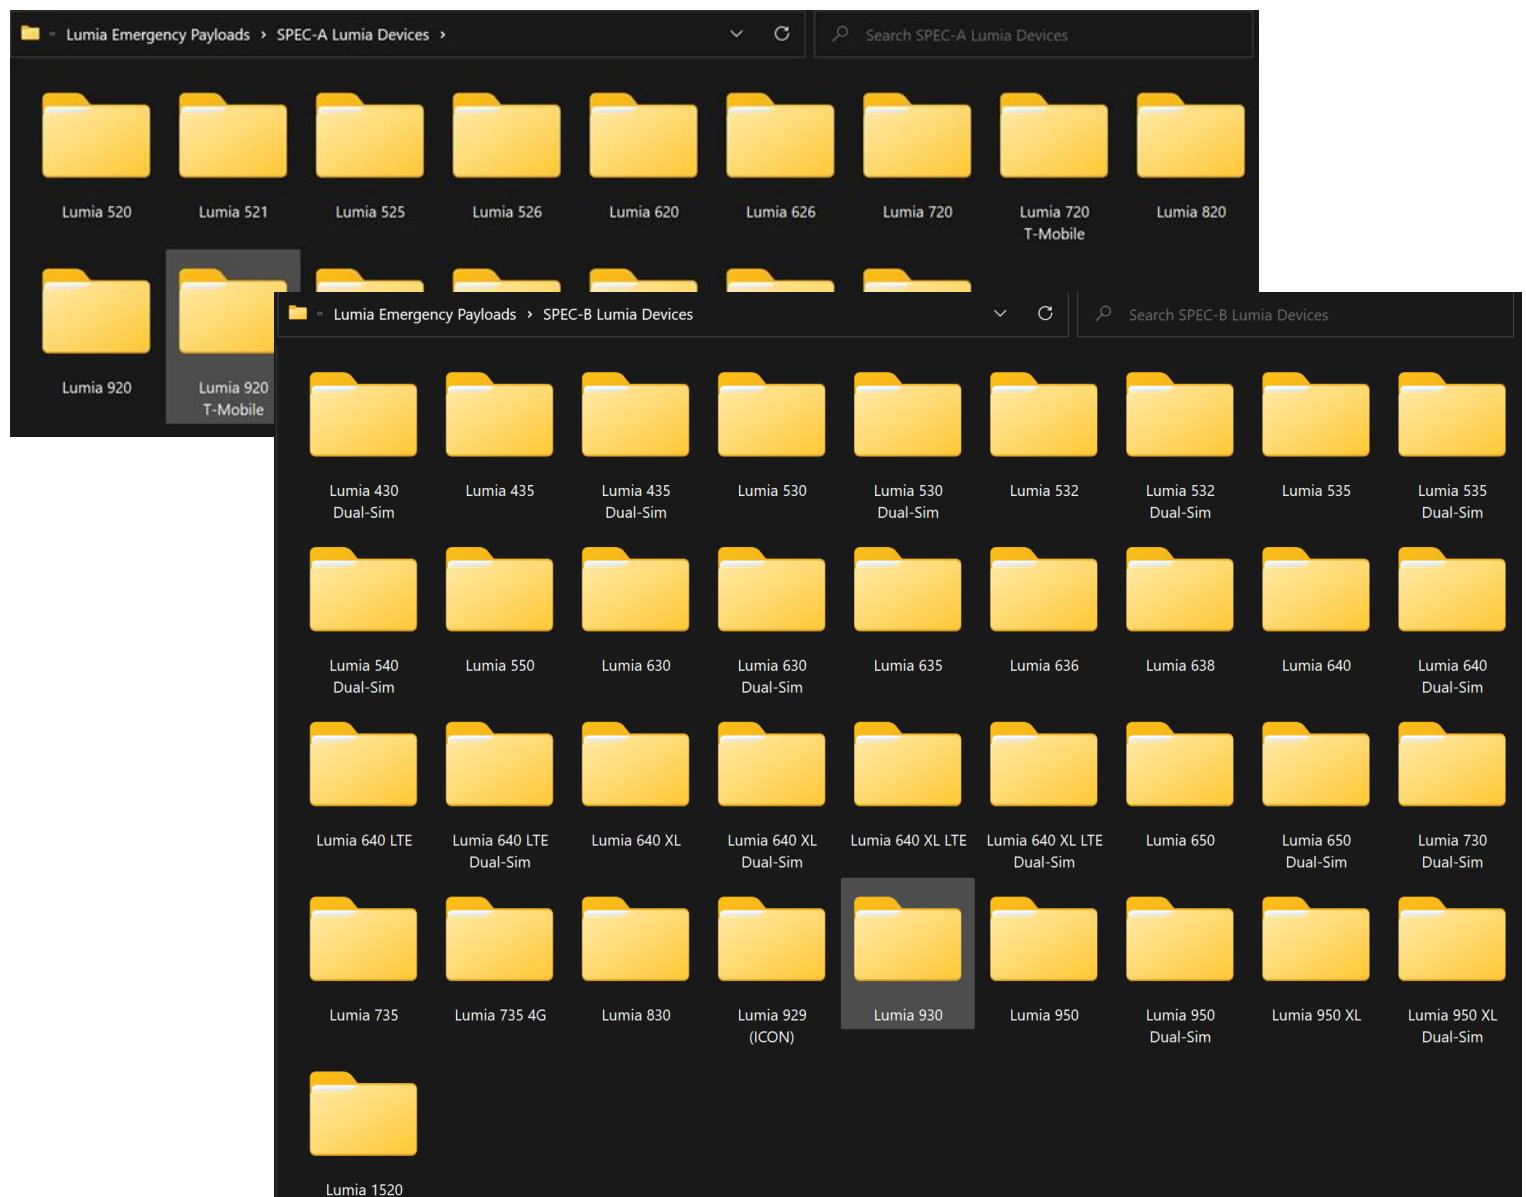 « Lumia Emergency Payloads › SPEC-A Lumia Devices ›
Search SPEC-A Lumia Devices
Lumia 520
Lumia 521
Lumia 525
Lumia 526
Lumia 620
Lumia 626
Lumia 720
Lumia 720
T-Mobile
Lumia 820
Lumia 920
Lumia 920
T-Mobile
« Lumia Emergency Payloads › SPEC-B Lumia Devices
Search SPEC-B Lumia Devices
Lumia 430
Dual-Sim
Lumia 435
Lumia 435
Dual-Sim
Lumia 530
Lumia 530
Dual-Sim
Lumia 532
Lumia 532
Dual-Sim
Lumia 535
Lumia 535
Dual-Sim
Lumia 540
Dual-Sim
Lumia 550
Lumia 630
Lumia 630
Dual-Sim
Lumia 635
Lumia 636
Lumia 638
Lumia 640
Lumia 640
Dual-Sim
Lumia 640 LTE
Lumia 640 LTE
Dual-Sim
Lumia 640 XL
Lumia 640 XL
Dual-Sim
Lumia 640 XL LTE
Lumia 640 XL LTE
Dual-Sim
Lumia 650
Lumia 650
Dual-Sim
Lumia 730
Dual-Sim
Lumia 735
Lumia 735 4G
Lumia 830
Lumia 929
(ICON)
Lumia 930
Lumia 950
Lumia 950
Dual-Sim
Lumia 950 XL
Lumia 950 XL
Dual-Sim
Lumia 1520